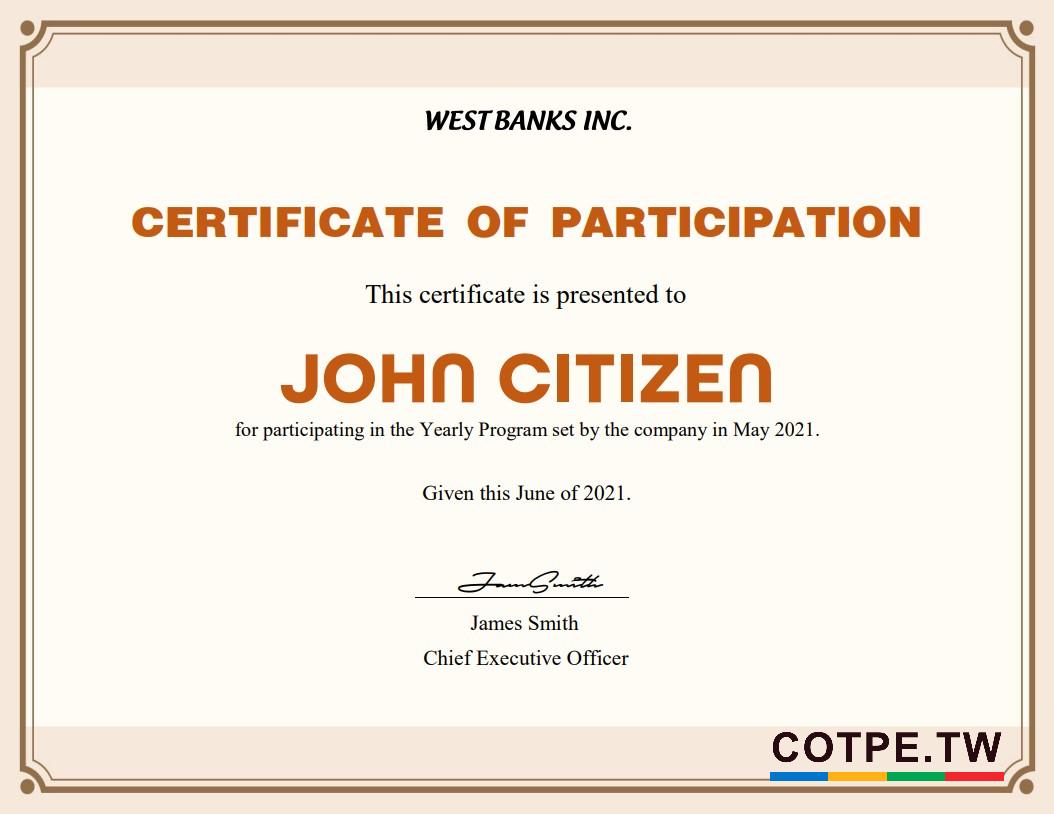 WEST BANKS INC.
CERTIFICATE OF PARTICIPATION
This certificate is presented to
JOHN CITIZEN
for participating in the Yearly Program set by the company in May 2021.
Given this June of 2021.
JamSmith
James Smith
Chief Executive Officer
COTPE.TW